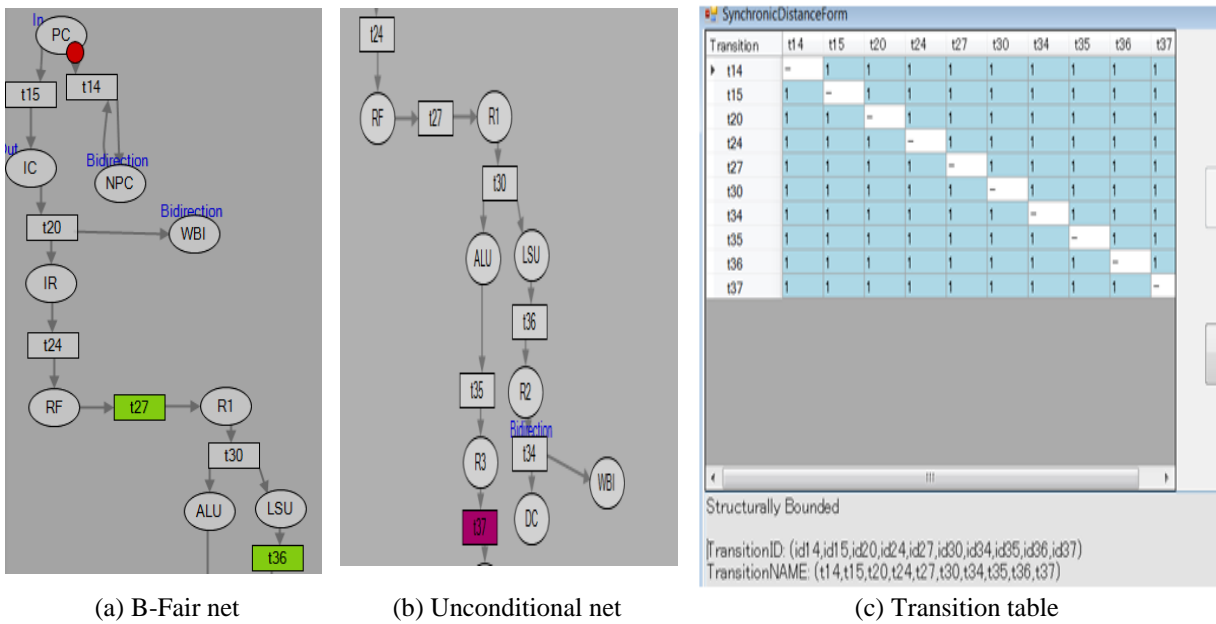 In
PC
t15
t14
Out
Bidirection
IC
NPC
Bidirection
t20
WBI
IR
t24
RF
t27
R1
t30
ALU
LSU
t36
t24
RF
t27
R1
t30
ALU
LSU
t36
t35
R2
Bidirection
t34
R3
WBI
t37
DC
SynchronicDistanceForm
Transition t14 t15 t20 t24 t27 t30 t34 t35 t36 t37
t14 - 1 1 1 1 1 1 1 1 1
t15 1 - 1 1 1 1 1 1 1 1
t20 1 1 - 1 1 1 1 1 1 1
t24 1 1 1 - 1 1 1 1 1 1
t27 1 1 1 1 - 1 1 1 1 1
t30 1 1 1 1 1 - 1 1 1 1
t34 1 1 1 1 1 1 - 1 1 1
t35 1 1 1 1 1 1 1 - 1 1
t36 1 1 1 1 1 1 1 1 - 1
t37 1 1 1 1 1 1 1 1 1 -
Structurally Bounded
TransitionID: (id14,id15,id20,id24,id27,id30,id34,id35,id36,id37)
TransitionNAME: (t14,t15,t20,t24,t27,t30,t34,t35,t36,t37)
(a) B-Fair net
(b) Unconditional net
(c) Transition table